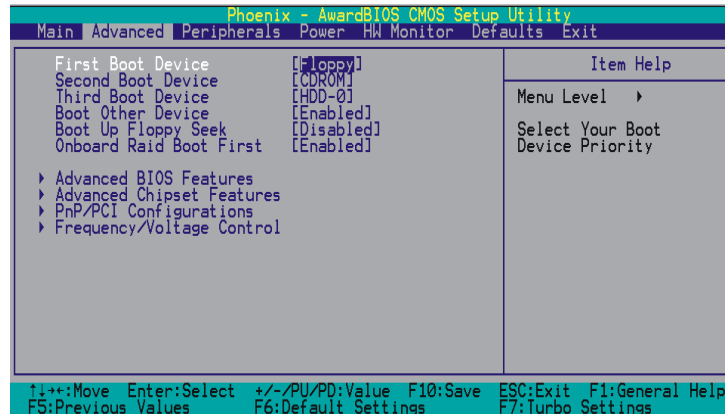 Phoenix - AwardBIOS CMOS Setup Utility
Main Advanced Peripherals Power HW Monitor Defaults Exit
First Boot Device [Floppy]
Second Boot Device [CDROM]
Third Boot Device [HDD-0]
Boot Other Device [Enabled]
Boot Up Floppy Seek [Disabled]
Onboard Raid Boot First [Enabled]
▸ Advanced BIOS Features
▸ Advanced Chipset Features
▸ PnP/PCI Configurations
▸ Frequency/Voltage Control
Item Help
Menu Level ▸
Select Your Boot
Device Priority
↑↓→←:Move Enter:Select +/-/PU/PD:Value F10:Save ESC:Exit F1:General Help
F5:Previous Values F6:Default Settings F7:Turbo Settings